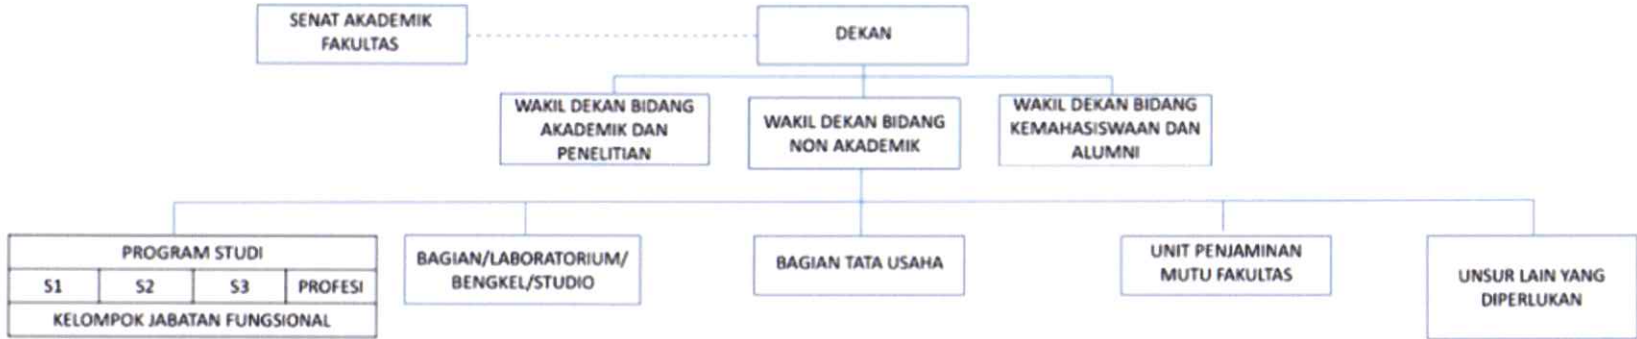 SENAT AKADEMIK
FAKULTAS
DEKAN
WAKIL DEKAN BIDANG
AKADEMIK DAN
PENELITIAN
WAKIL DEKAN BIDANG
NON AKADEMIK
WAKIL DEKAN BIDANG
KEMAHASISWAAN DAN
ALUMNI
PROGRAM STUDI
S1 S2 S3 PROFESI
KELOMPOK JABATAN FUNGSIONAL
BAGIAN/LABORATORIUM/
BENGKEL/STUDIO
BAGIAN TATA USAHA
UNIT PENJAMINAN
MUTU FAKULTAS
UNSUR LAIN YANG
DIPERLUKAN